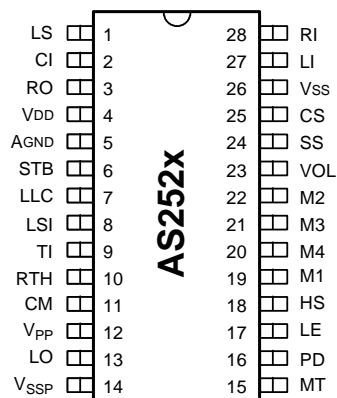 LS 1 28 RI
CI 2 27 LI
RO 3 26 VSS
VDD 4 25 CS
AGND 5 24 SS
STB 6 23 VOL
LLC 7 22 M2
LSI 8 21 M3
TI 9 20 M4
RTH 10 19 M1
CM 11 18 HS
VPP 12 17 LE
LO 13 16 PD
VSSP 14 15 MT
AS252x